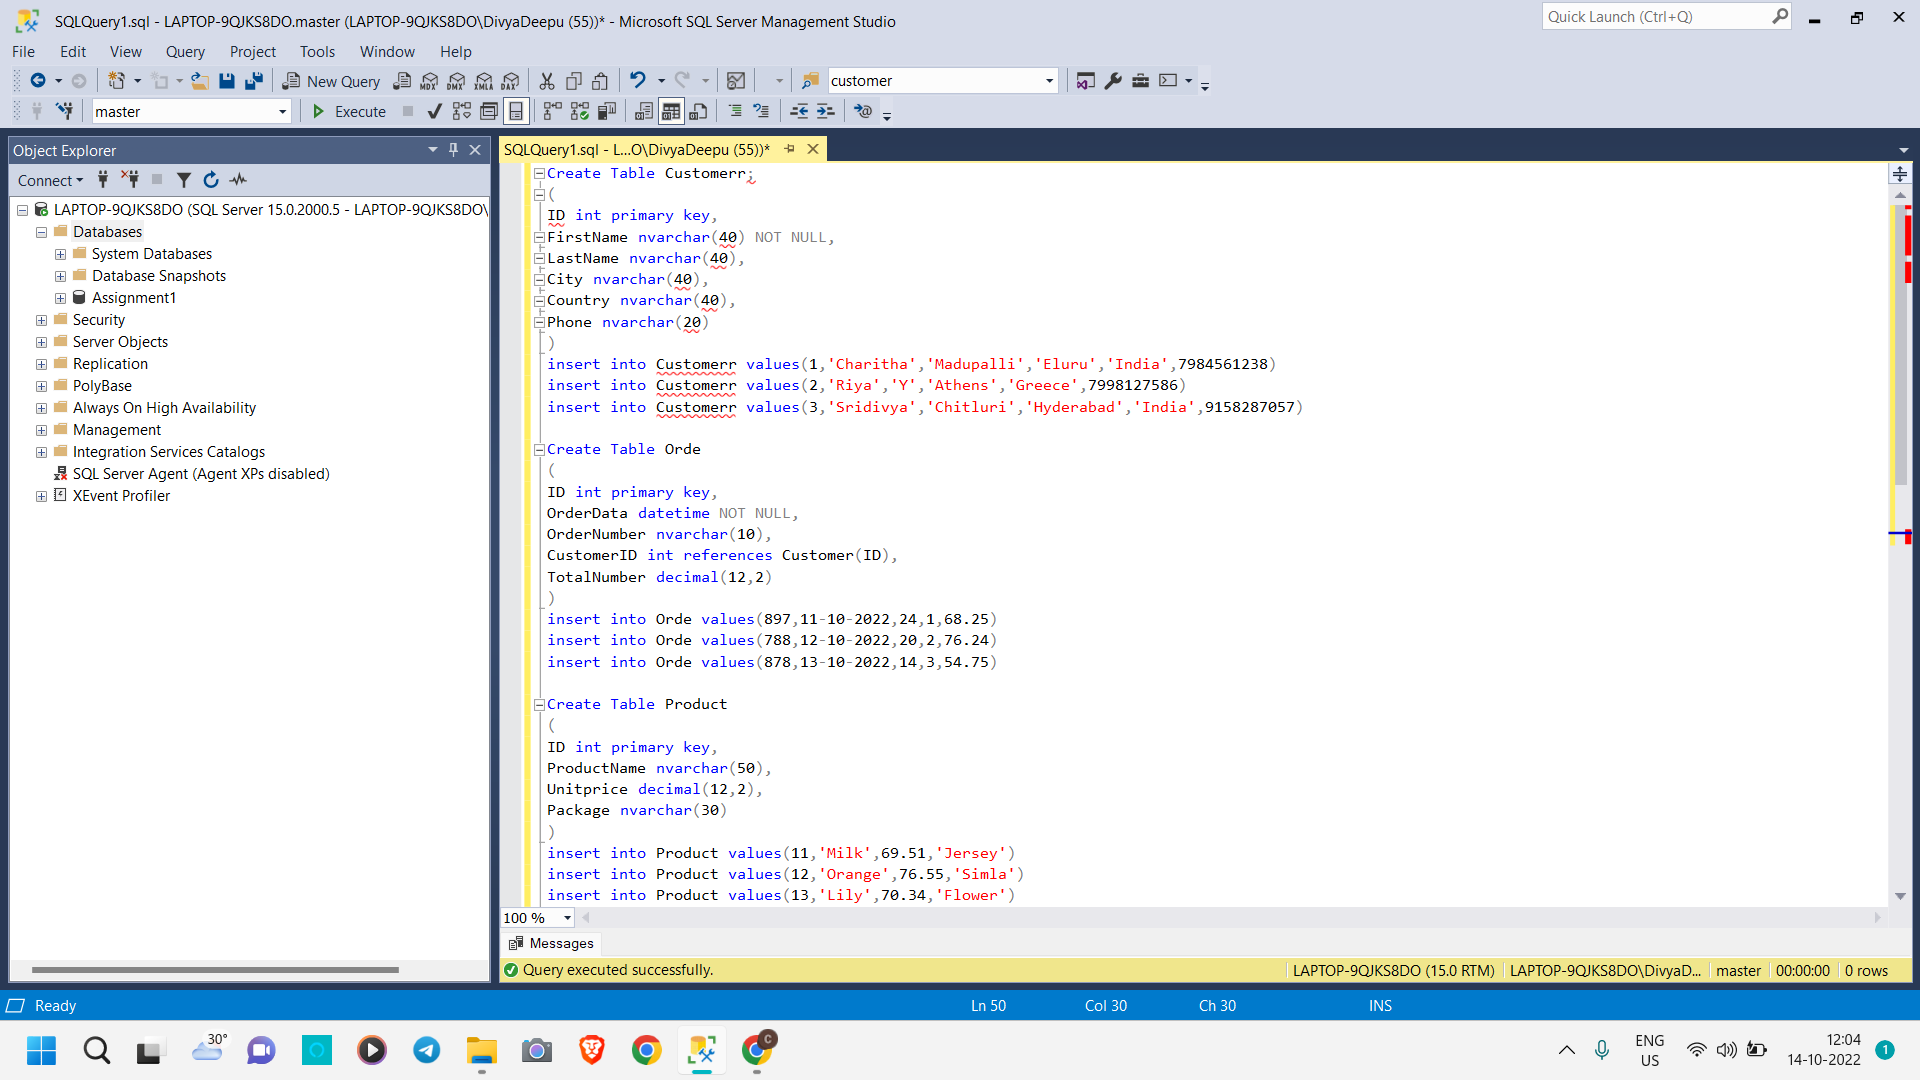 SQLQuery1.sql - LAPTOP-9QJKS8DO.master (LAPTOP-9QJKS8DO\DivyaDeepu (55))* - Microsoft SQL Server Management Studio
Quick Launch (Ctrl+Q)
File Edit View Query Project Tools Window Help
New Query
MDX DMX XMLA DAX
customer
master
Execute
Object Explorer
SQLQuery1.sql - L...O\DivyaDeepu (55))*
Connect
LAPTOP-9QJKS8DO (SQL Server 15.0.2000.5 - LAPTOP-9QJKS8DO\
Databases
System Databases
Database Snapshots
Assignment1
Security
Server Objects
Replication
PolyBase
Always On High Availability
Management
Integration Services Catalogs
SQL Server Agent (Agent XPs disabled)
XEvent Profiler
Create Table Customerr;
(
ID int primary key,
FirstName nvarchar(40) NOT NULL,
LastName nvarchar(40),
City nvarchar(40),
Country nvarchar(40),
Phone nvarchar(20)
)
insert into Customerr values(1,'Charitha','Madupalli','Eluru','India',7984561238)
insert into Customerr values(2,'Riya','Y','Athens','Greece',7998127586)
insert into Customerr values(3,'Sridivya','Chitluri','Hyderabad','India',9158287057)
Create Table Orde
(
ID int primary key,
OrderData datetime NOT NULL,
OrderNumber nvarchar(10),
CustomerID int references Customer(ID),
TotalNumber decimal(12,2)
)
insert into Orde values(897,11-10-2022,24,1,68.25)
insert into Orde values(788,12-10-2022,20,2,76.24)
insert into Orde values(878,13-10-2022,14,3,54.75)
Create Table Product
(
ID int primary key,
ProductName nvarchar(50),
Unitprice decimal(12,2),
Package nvarchar(30)
)
insert into Product values(11,'Milk',69.51,'Jersey')
insert into Product values(12,'Orange',76.55,'Simla')
insert into Product values(13,'Lily',70.34,'Flower')
100 %
Messages
Query executed successfully.
LAPTOP-9QJKS8DO (15.0 RTM) LAPTOP-9QJKS8DO\DivyaD... master 00:00:00 0 rows
Ready
Ln 50 Col 30 Ch 30 INS
30°
C
ENG
US
12:04
14-10-2022
1